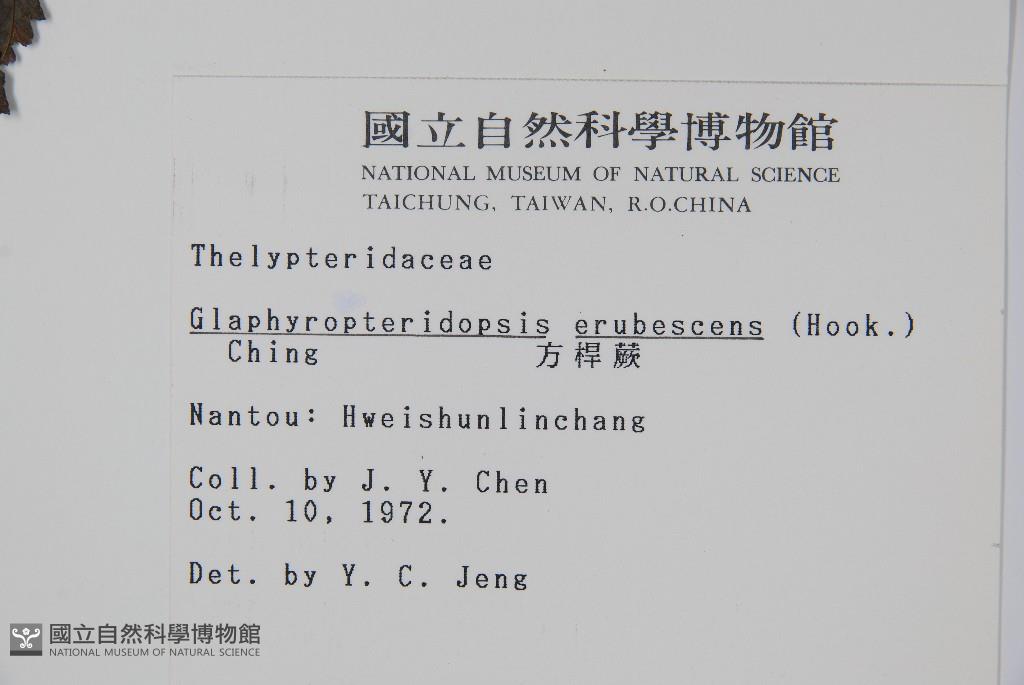 國立自然科學博物館
NATIONAL MUSEUM OF NATURAL SCIENCE
TAICHUNG, TAIWAN, R.O.CHINA
Thelypteridaceae
Glaphyropteridopsis erubescens (Hook.)
Ching 方桿蕨
Nantou: Hweishunlinchang
Coll. by J. Y. Chen
Oct. 10, 1972.
Det. by Y. C. Jeng
國立自然科學博物館
NATIONAL MUSEUM OF NATURAL SCIENCE